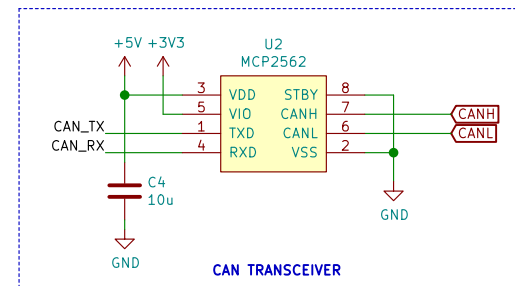 +5V +3V3
U2
MCP2562
3 VDD STBY 8
5 VIO CANH 7 CANH
CAN_TX 1 TXD CANL 6 CANL
CAN_RX 4 RXD VSS 2
C4
10u
GND
GND
CAN TRANSCEIVER